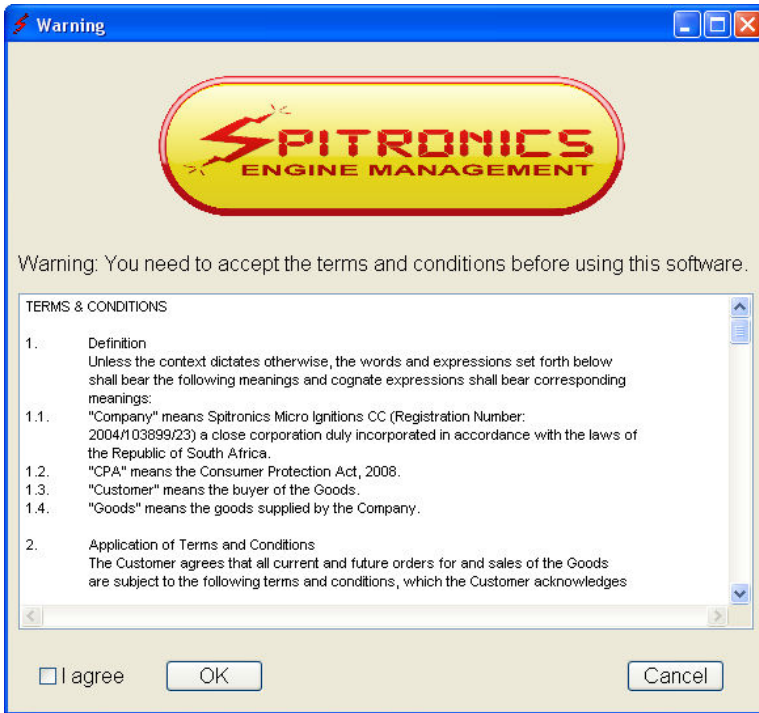 Warning
SPITRONICS
ENGINE MANAGEMENT
Warning: You need to accept the terms and conditions before using this software.
TERMS & CONDITIONS
1. Definition
Unless the context dictates otherwise, the words and expressions set forth below
shall bear the following meanings and cognate expressions shall bear corresponding
meanings:
1.1. "Company" means Spitronics Micro Ignitions CC (Registration Number:
2004/103899/23) a close corporation duly incorporated in accordance with the laws of
the Republic of South Africa.
1.2. "CPA" means the Consumer Protection Act, 2008.
1.3. "Customer" means the buyer of the Goods.
1.4. "Goods" means the goods supplied by the Company.
2. Application of Terms and Conditions
The Customer agrees that all current and future orders for and sales of the Goods
are subject to the following terms and conditions, which the Customer acknowledges
I agree OK Cancel